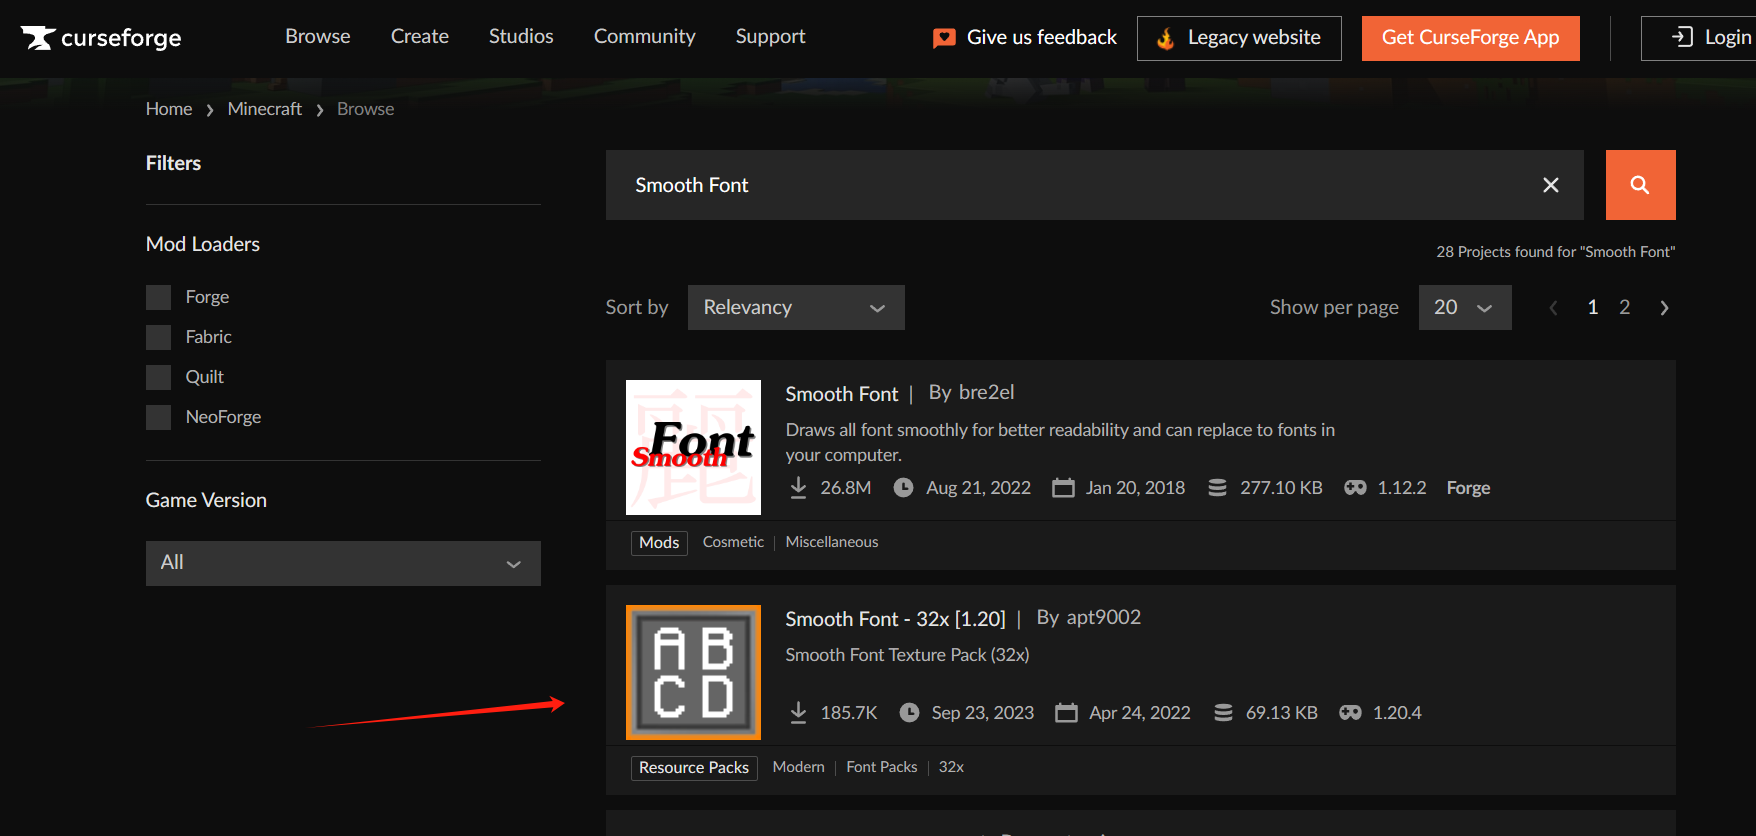 curseforge
Browse
Create
Studios
Community
Support
Give us feedback
Legacy website
Get CurseForge App
Login
Home
Minecraft
Browse
Filters
Smooth Font
28 Projects found for "Smooth Font"
Mod Loaders
Forge
Fabric
Quilt
NeoForge
Sort by
Relevancy
Show per page
20
1
2
Game Version
All
麗
Font
Smooth
Smooth Font | By bre2el
Draws all font smoothly for better readability and can replace to fonts in
your computer.
26.8M Aug 21, 2022 Jan 20, 2018 277.10 KB 1.12.2 Forge
Mods Cosmetic | Miscellaneous
A B
C D
Smooth Font - 32x [1.20] | By apt9002
Smooth Font Texture Pack (32x)
185.7K Sep 23, 2023 Apr 24, 2022 69.13 KB 1.20.4
Resource Packs Modern | Font Packs | 32x